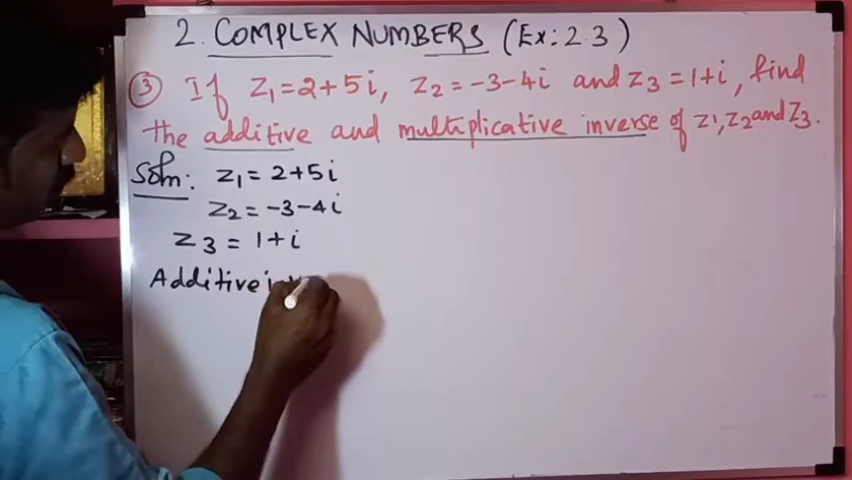 2. COMPLEX NUMBERS (Ex: 2.3)
③ If Z₁=2+5i, Z₂=-3-4i and Z₃=1+i, find
the additive and multiplicative inverse of Z₁,Z₂ and Z₃.
Soln: Z₁ = 2+5i
Z₂ = -3-4i
Z₃ = 1+i
Additive